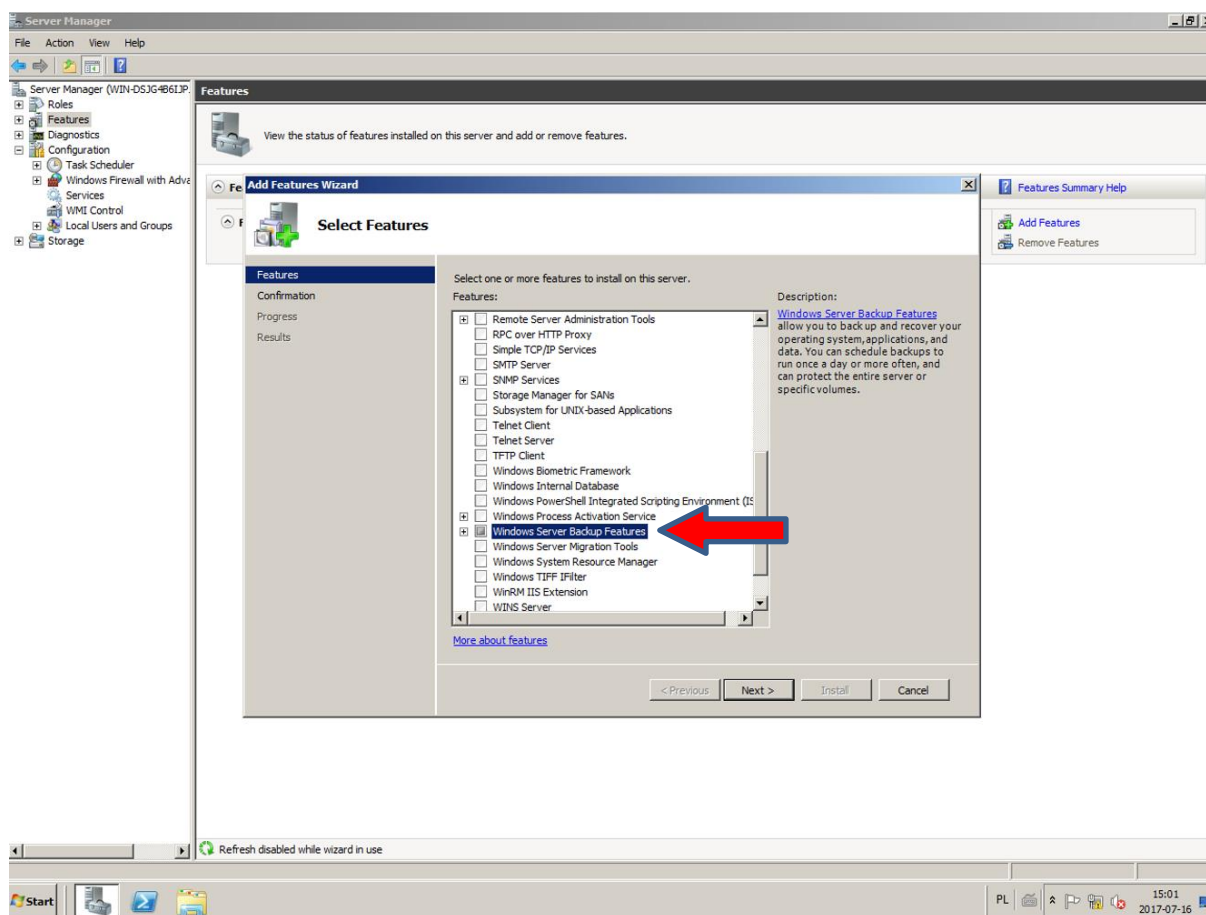 Server Manager
File Action View Help
Server Manager (WIN-DSJG4B6IJP.
Roles
Features
Diagnostics
Configuration
Task Scheduler
Windows Firewall with Adva
Services
WMI Control
Local Users and Groups
Storage
Features
View the status of features installed on this server and add or remove features.
Fe
F
Features Summary Help
Add Features
Remove Features
Add Features Wizard
Select Features
Features
Confirmation
Progress
Results
Select one or more features to install on this server.
Features:
Remote Server Administration Tools
RPC over HTTP Proxy
Simple TCP/IP Services
SMTP Server
SNMP Services
Storage Manager for SANs
Subsystem for UNIX-based Applications
Telnet Client
Telnet Server
TFTP Client
Windows Biometric Framework
Windows Internal Database
Windows PowerShell Integrated Scripting Environment (IS
Windows Process Activation Service
Windows Server Backup Features
Windows Server Migration Tools
Windows System Resource Manager
Windows TIFF IFilter
WinRM IIS Extension
WINS Server
More about features
Description:
Windows Server Backup Features
allow you to back up and recover your
operating system, applications, and
data. You can schedule backups to
run once a day or more often, and
can protect the entire server or
specific volumes.
< Previous
Next >
Install
Cancel
Refresh disabled while wizard in use
Start
PL
15:01
2017-07-16